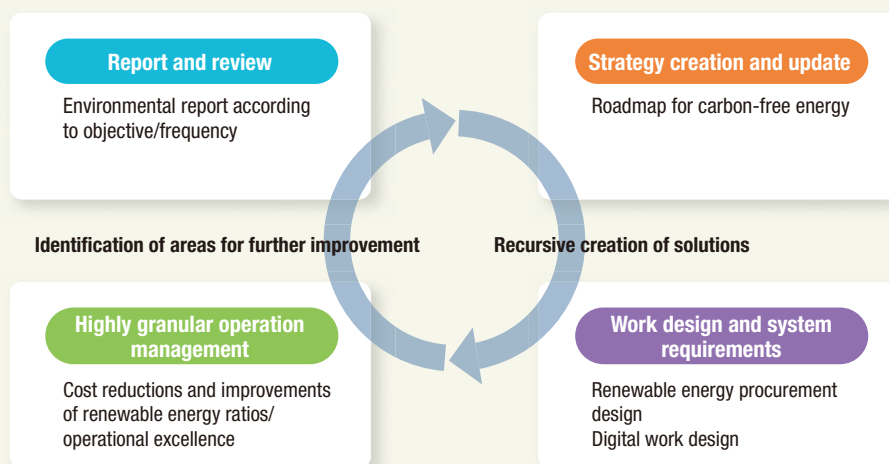 Report and review
Environmental report according
to objective/frequency
Strategy creation and update
Roadmap for carbon-free energy
Identification of areas for further improvement
Recursive creation of solutions
Highly granular operation
management
Cost reductions and improvements
of renewable energy ratios/
operational excellence
Work design and system
requirements
Renewable energy procurement
design
Digital work design